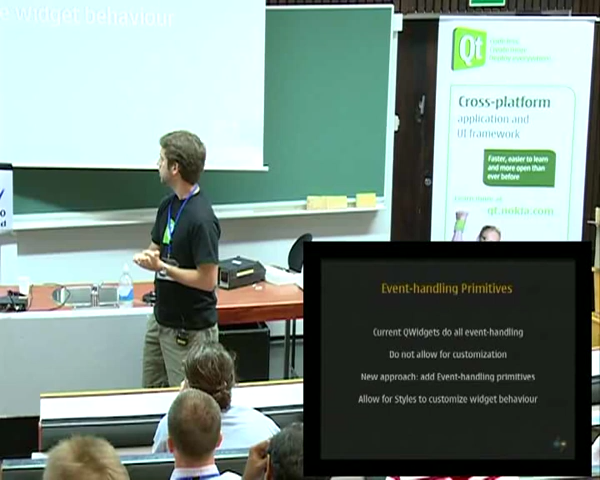 e widget behaviour
Qt
Cross-platform
application and
UI framework
Faster, easier to learn
and more open than
ever before
qt.nokia.com
Event-handling Primitives
Current QWidgets do all event-handling
Do not allow for customization
New approach: add Event-handling primitives
Allow for Styles to customize widget behaviour